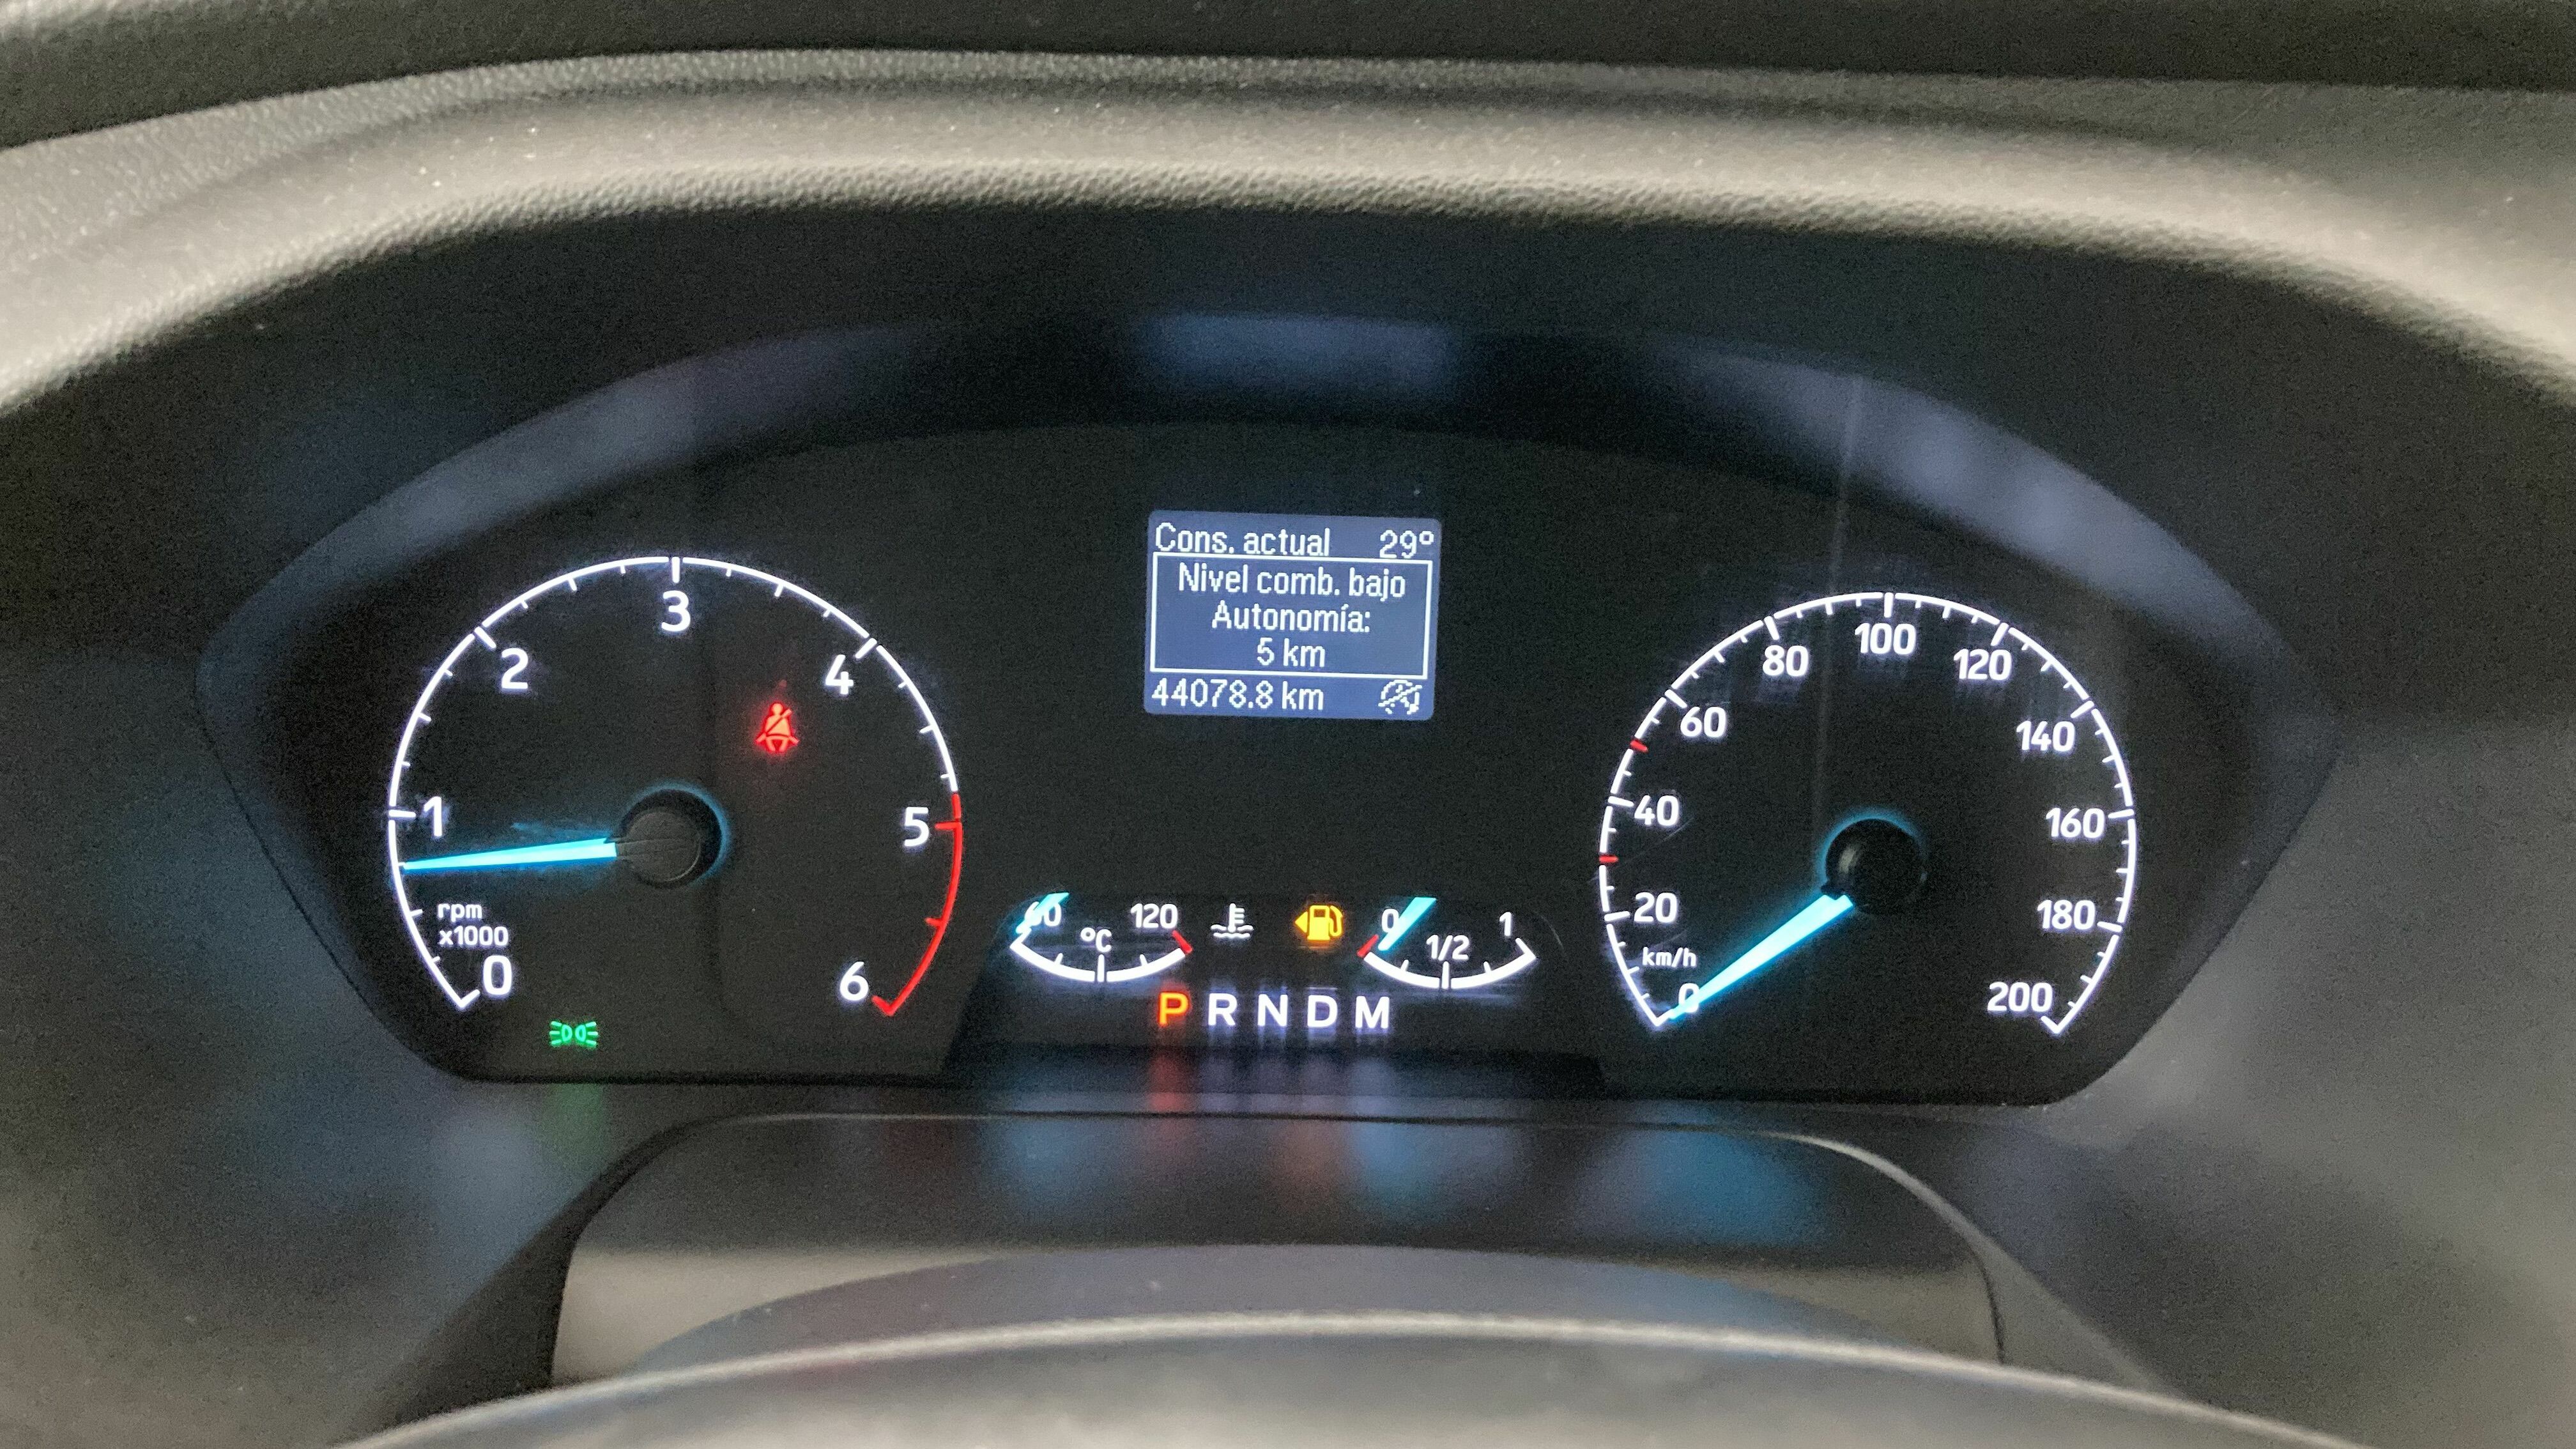 Cons. actual 29°
Nivel comb. bajo
Autonomía:
5 km
44078.8 km
0
1
2
3
4
5
6
rpm
x1000
60
120
°C
0
1/2
1
P R N D M
0
20
40
60
80
100
120
140
160
180
200
km/h